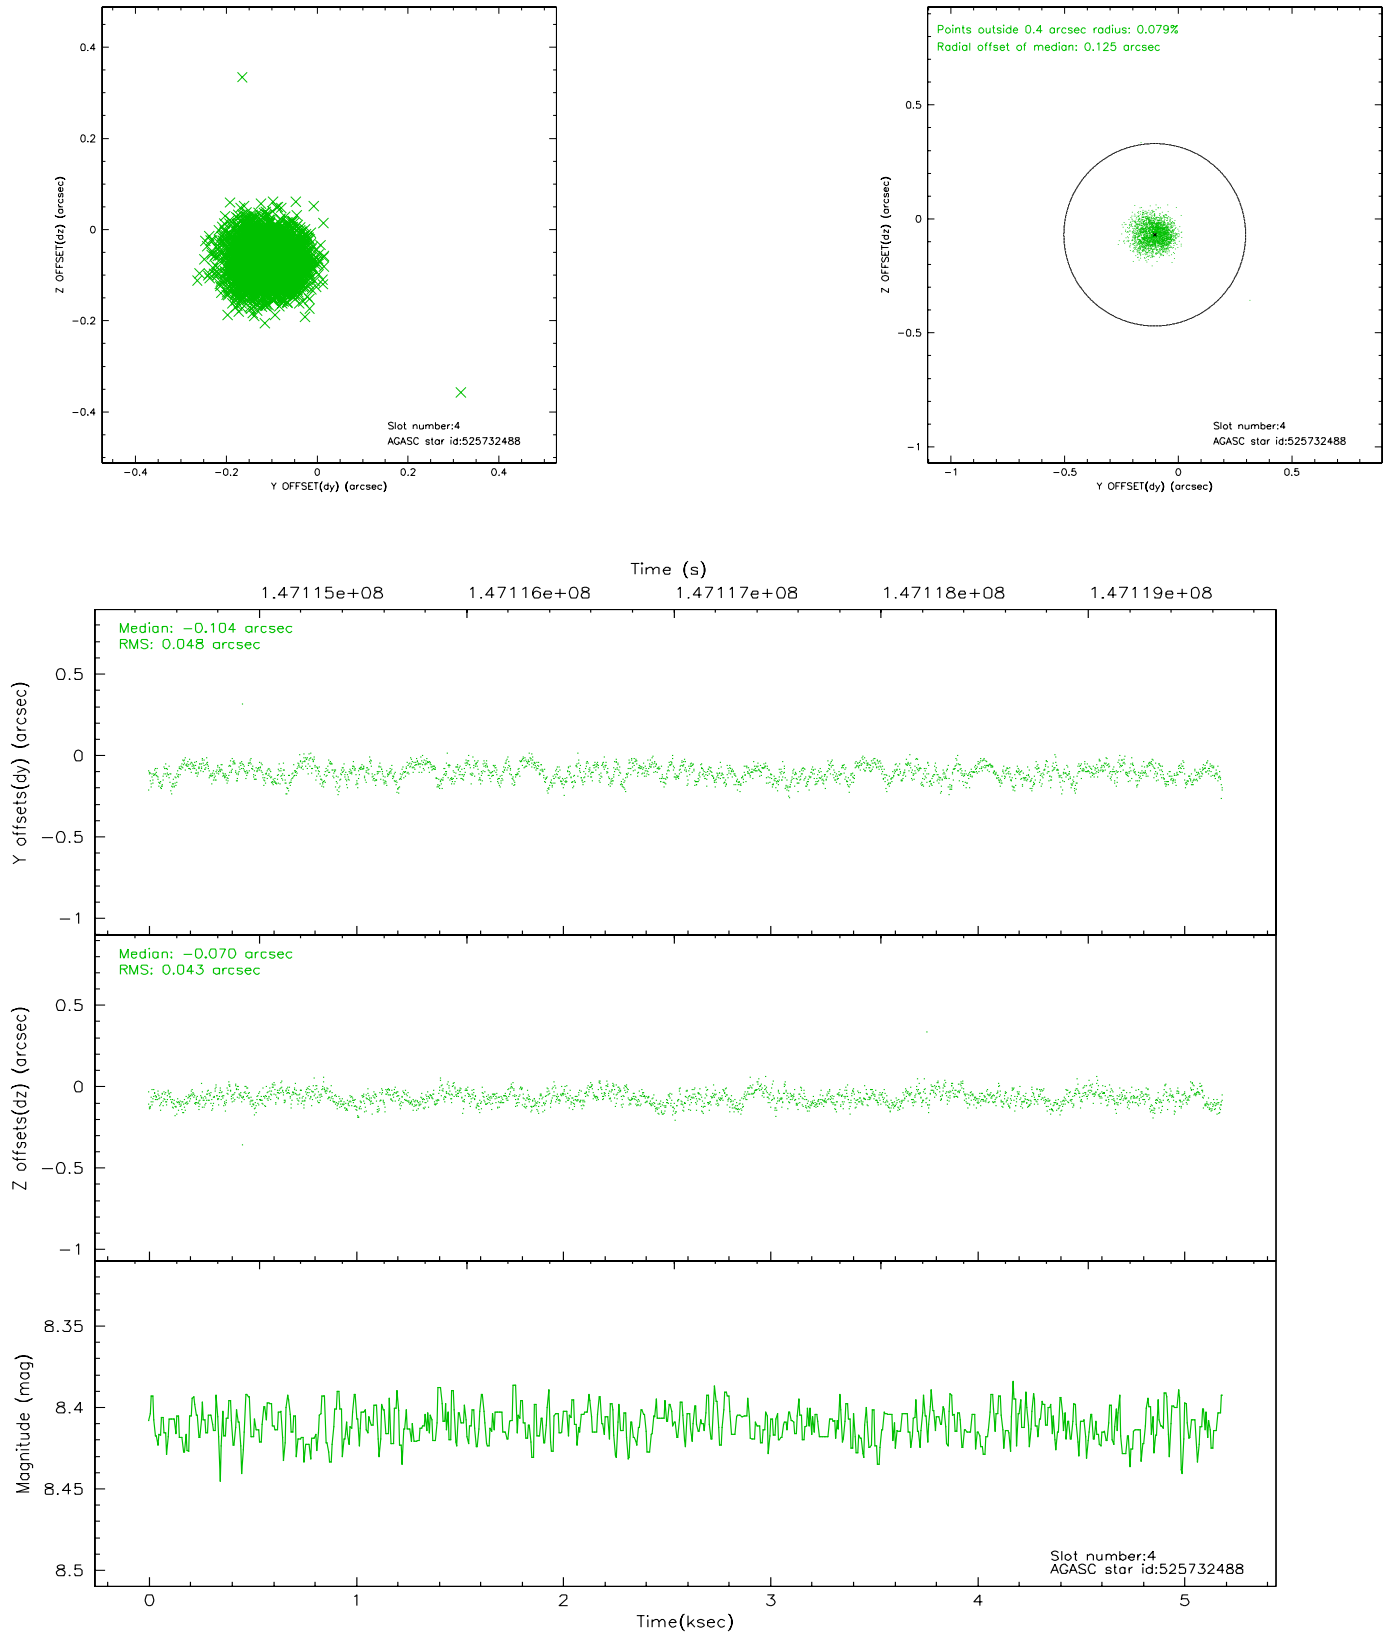 0.4
0.2
0
-0.2
-0.4
Z OFFSET(dz) (arcsec)
Slot number:4
AGASC star id:525732488
-0.4 -0.2 0 0.2 0.4
Y OFFSET(dy) (arcsec)
Points outside 0.4 arcsec radius: 0.079%
Radial offset of median: 0.125 arcsec
0.5
0
-0.5
-1
Z OFFSET(dz) (arcsec)
Slot number:4
AGASC star id:525732488
-1 -0.5 0 0.5
Y OFFSET(dy) (arcsec)
Time (s)
1.47115e+08 1.47116e+08 1.47117e+08 1.47118e+08 1.47119e+08
Median: -0.104 arcsec
RMS: 0.048 arcsec
0.5
0
-0.5
-1
Y offsets(dy) (arcsec)
Median: -0.070 arcsec
RMS: 0.043 arcsec
0.5
0
-0.5
-1
Z offsets(dz) (arcsec)
8.35
8.4
8.45
8.5
Magnitude (mag)
Slot number:4
AGASC star id:525732488
0 1 2 3 4 5
Time(ksec)